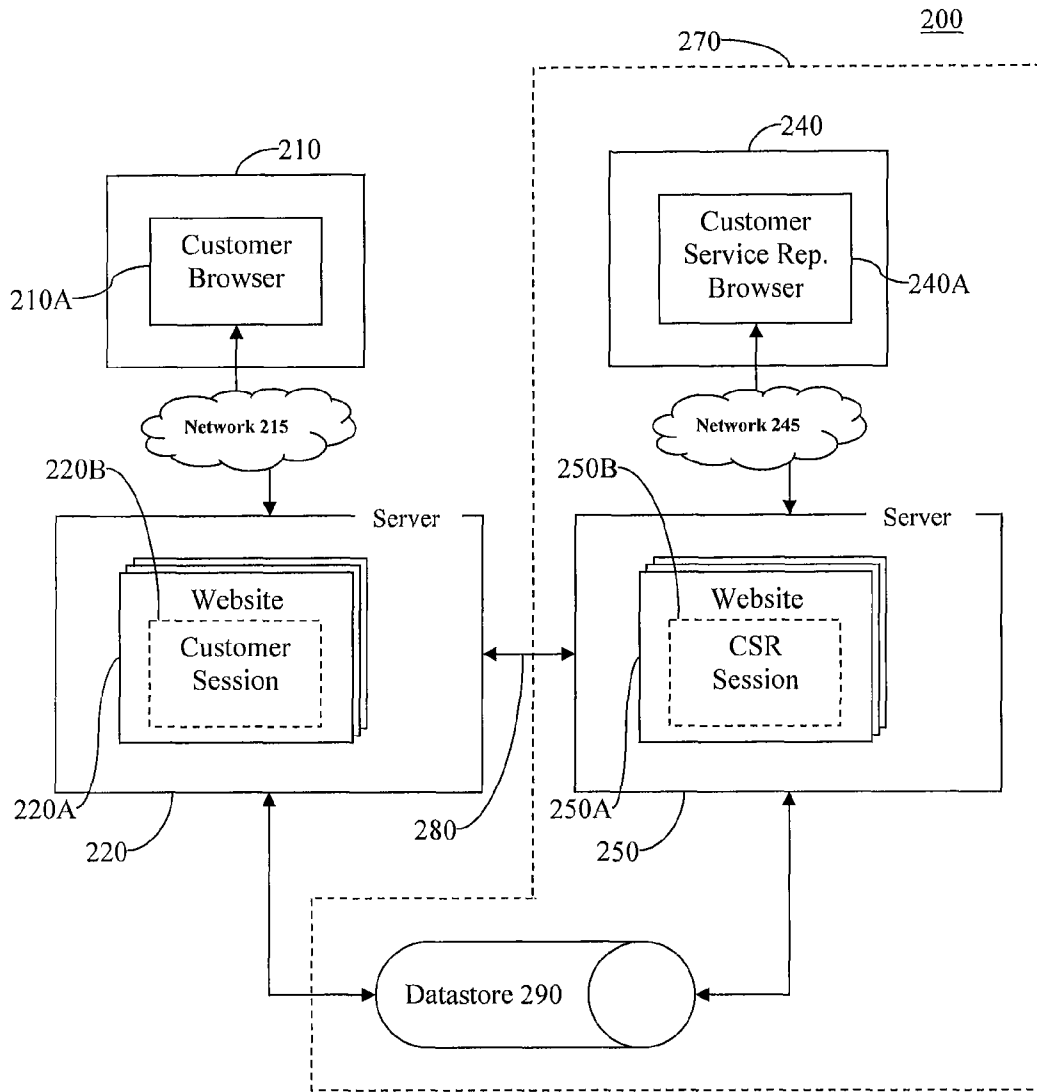 200
270
210
240
Customer
Browser
Customer
Service Rep.
Browser
210A
240A
Network 215
Network 245
220B
250B
Server
Server
Website
Customer
Session
Website
CSR
Session
220A
220
280
250A
250
Datastore 290